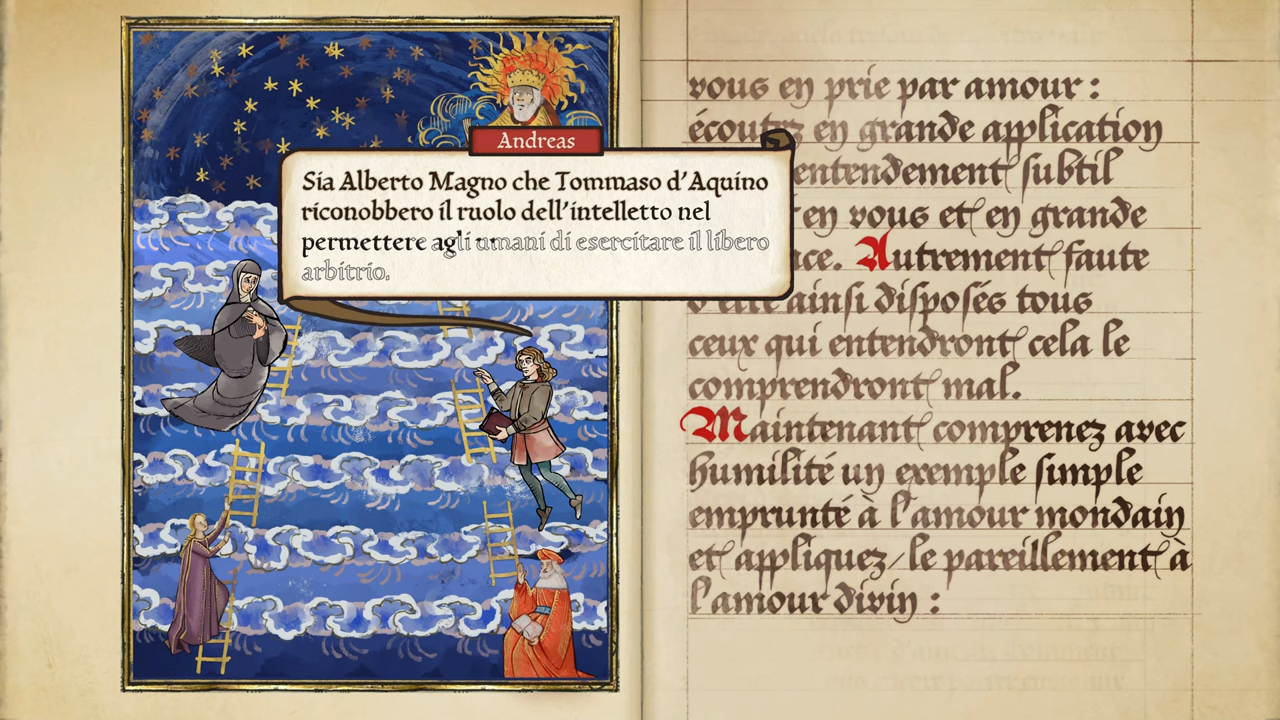 Andreas
Sia Alberto Magno che Tommaso d'Aquino
riconobbero il ruolo dell'intelletto nel
permettere agli umani di esercitare il libero
arbitrio.
vous en prie par amour :
écoutez en grande application
entendement subtil
en vous et en grande
Autrement faute
ainsi disposés tous
ceux qui entendront cela le
comprendront mal.
Maintenant comprenez avec
humilité un exemple simple
emprunté à l'amour mondain
et appliquez-le pareillement à
l'amour divin :